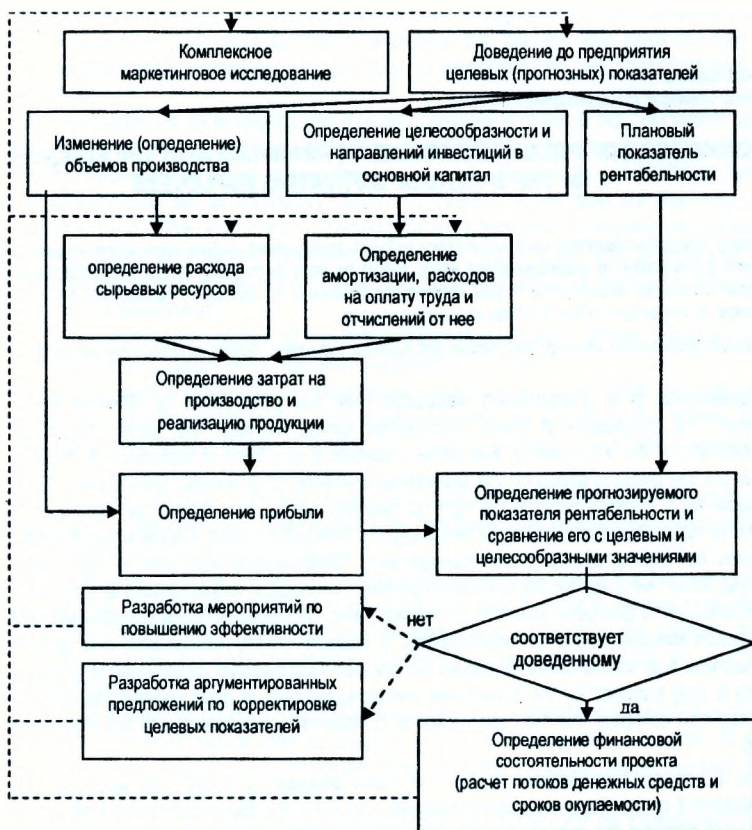 Комплексное
маркетинговое исследование
Доведение до предприятия
целевых (прогнозных) показателей
Изменение (определение)
объемов производства
Определение целесообразности и
направлений инвестиций в
основной капитал
Плановый
показатель
рентабельности
определение расхода
сырьевых ресурсов
Определение
амортизации, расходов
на оплату труда и
отчислений от нее
Определение затрат на
производство и
реализацию продукции
Определение прибыли
Определение прогнозируемого
показателя рентабельности и
сравнение его с целевым и
целесообразными значениями
Разработка мероприятий по
повышению эффективности
нет
соответствует
доведенному
Разработка аргументированных
предложений по корректировке
целевых показателей
да
Определение финансовой
состоятельности проекта
(расчет потоков денежных средств и
сроков окупаемости)